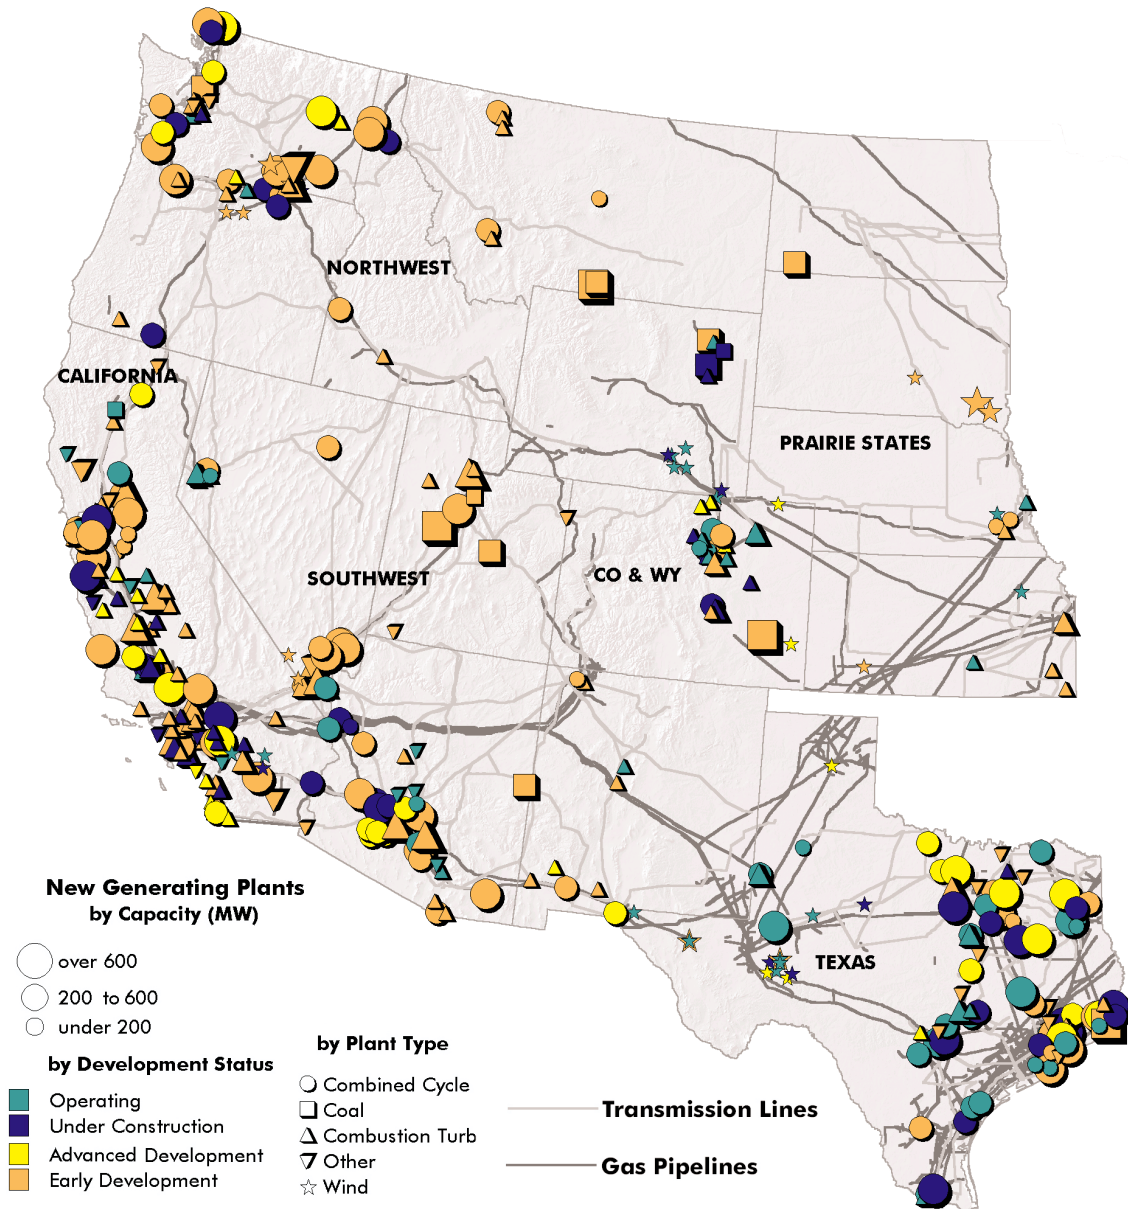 NORTHWEST
CALIFORNIA
PRAIRIE STATES
SOUTHWEST
CO & WY
TEXAS
New Generating Plants
by Capacity (MW)
over 600
200 to 600
under 200
by Development Status
Operating
Under Construction
Advanced Development
Early Development
by Plant Type
Combined Cycle
Coal
Combustion Turb
Other
Wind
Transmission Lines
Gas Pipelines